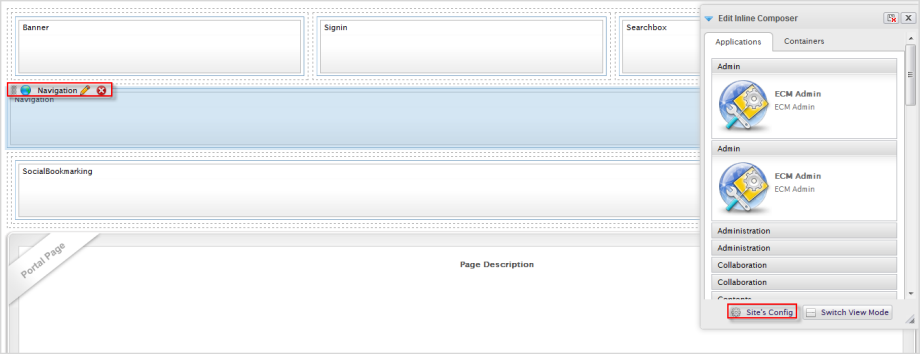 Banner
Signin
Searchbox
Edit Inline Composer
Applications
Containers
Admin
ECM Admin
ECM Admin
Navigation
Navigation
Admin
ECM Admin
ECM Admin
SocialBookmarking
Administration
Administration
Collaboration
Collaboration
Contents
Portal Page
Page Description
Site's Config
Switch View Mode